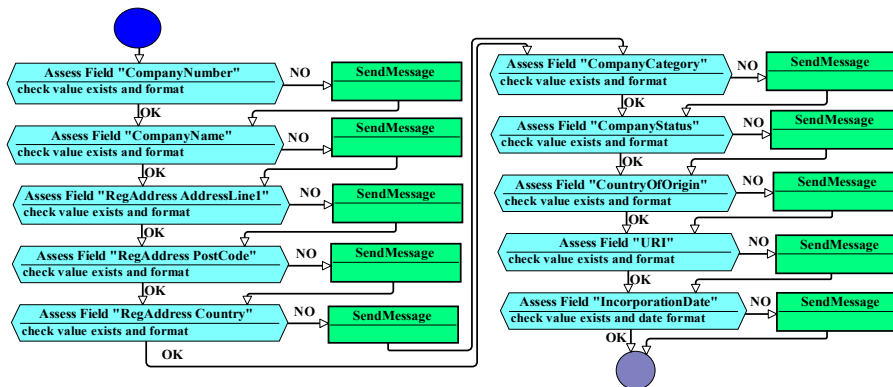 Assess Field "CompanyNumber"
check value exists and format
NO
SendMessage
OK
Assess Field "CompanyName"
check value exists and format
NO
SendMessage
OK
Assess Field "RegAddress AddressLine1"
check value exists and format
NO
SendMessage
OK
Assess Field "RegAddress PostCode"
check value exists and format
NO
SendMessage
OK
Assess Field "RegAddress Country"
check value exists and format
NO
SendMessage
OK
Assess Field "CompanyCategory"
check value exists and format
NO
SendMessage
OK
Assess Field "CompanyStatus"
check value exists and format
NO
SendMessage
OK
Assess Field "CountryOfOrigin"
check value exists and format
NO
SendMessage
OK
Assess Field "URI"
check value exists and format
NO
SendMessage
OK
Assess Field "IncorporationDate"
check value exists and date format
NO
SendMessage
OK